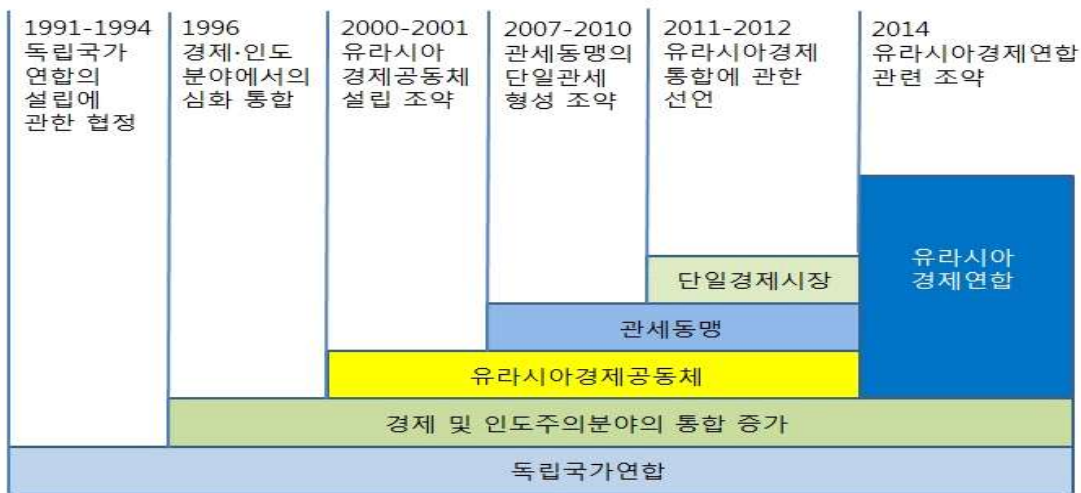 1991-1994
독립국가
연합의
설립에
관한 협정
1996
경제·인도
분야에서의
심화 통합
2000-2001
유라시아
경제공동체
설립 조약
2007-2010
관세동맹의
단일관세
형성 조약
2011-2012
유라시아경제
통합에 관한
선언
2014
유라시아경제연합
관련 조약
유라시아
경제연합
단일경제시장
관세동맹
유라시아경제공동체
경제 및 인도주의분야의 통합 증가
독립국가연합